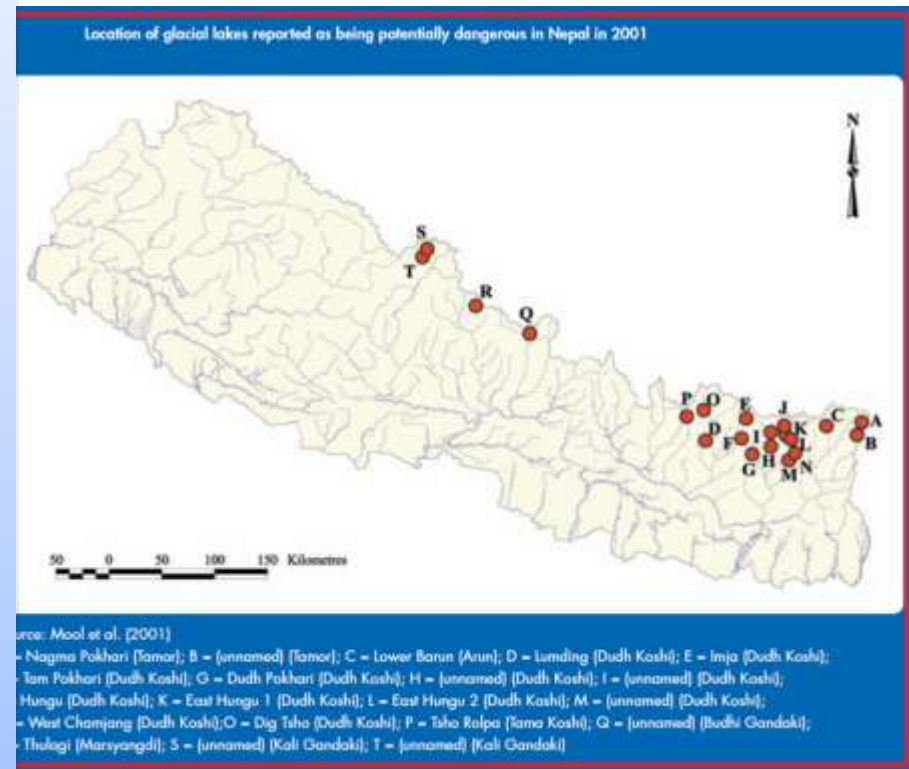 Location of glacial lakes reported as being potentially dangerous in Nepal in 2001
N
S
T
R
Q
P O E J C A
D F I K B
G H L
M N
50 0 50 100 150 Kilometres
urce: Mool et al. (2001)
= Nagma Pokhari (Tamor); B = (unnamed) (Tamor); C = Lower Barun (Arun); D = Lumding (Dudh Koshi); E = Imja (Dudh Koshi);
= Tam Pokhari (Dudh Koshi); G = Dudh Pokhari (Dudh Koshi); H = (unnamed) (Dudh Koshi); I = (unnamed) (Dudh Koshi);
Hungu (Dudh Koshi); K = East Hungu 1 (Dudh Koshi); L = East Hungu 2 (Dudh Koshi); M = (unnamed) (Dudh Koshi);
= West Chamjang (Dudh Koshi);O = Dig Tsho (Dudh Koshi); P = Tsho Rolpa (Tama Koshi); Q = (unnamed) (Budhi Gandaki);
= Thulagi (Marsyangdi); S = (unnamed) (Kali Gandaki); T = (unnamed) (Kali Gandaki)